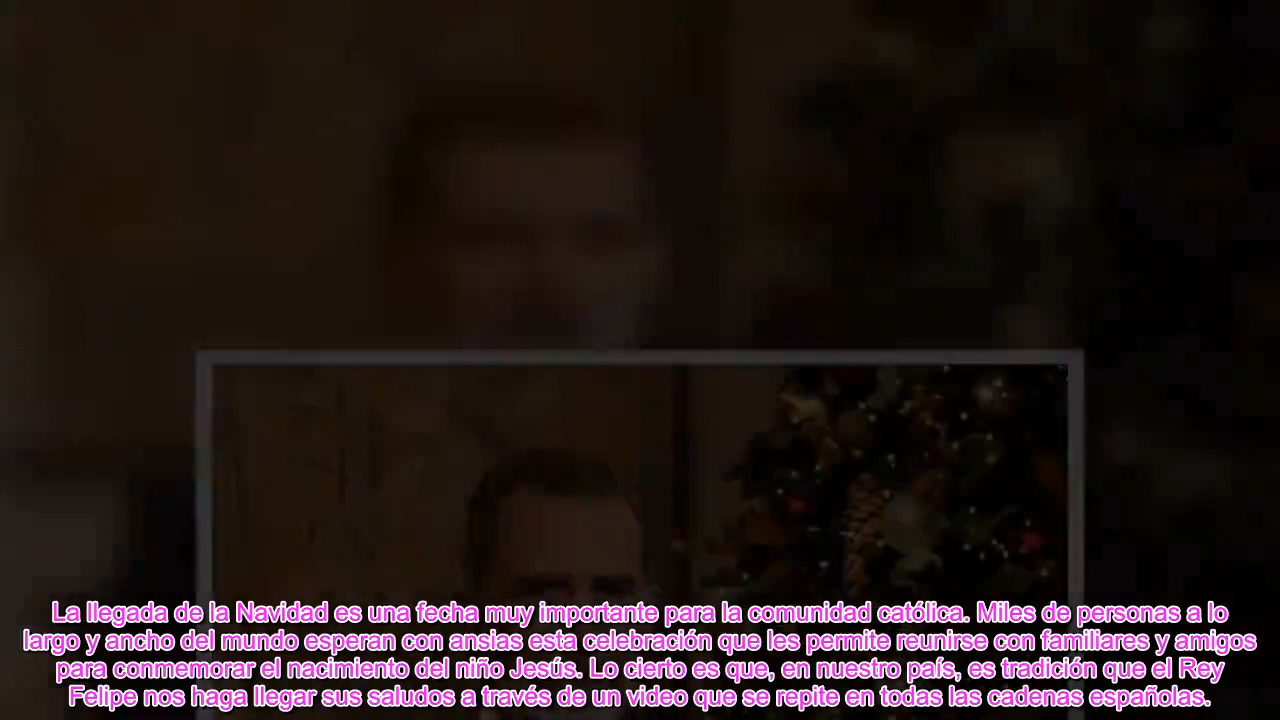 La llegada de la Navidad es una fecha muy importante para la comunidad católica. Miles de personas a lo
largo y ancho del mundo esperan con ansias esta celebración que les permite reunirse con familiares y amigos
para conmemorar el nacimiento del niño Jesús. Lo cierto es que, en nuestro país, es tradición que el Rey
Felipe nos haga llegar sus saludos a través de un video que se repite en todas las cadenas españolas.